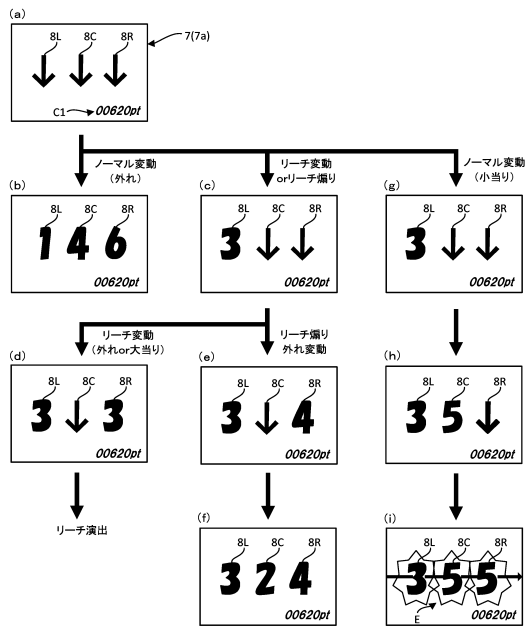 (a)
8L 8C 8R
7(7a)
C1
00620pt
ノーマル変動
(外れ)
リーチ変動
orリーチ煽り
ノーマル変動
(小当り)
(b)
8L 8C 8R
1 4 6
00620pt
(c)
8L 8C 8R
3
00620pt
(g)
8L 8C 8R
3
00620pt
リーチ変動
(外れor大当り)
リーチ煽り
外れ変動
(d)
8L 8C 8R
3 3
00620pt
(e)
8L 8C 8R
3 4
00620pt
(h)
8L 8C 8R
3 5
00620pt
リーチ演出
(f)
8L 8C 8R
3 2 4
00620pt
(i)
8L 8C 8R
3 5 5
E
00620pt